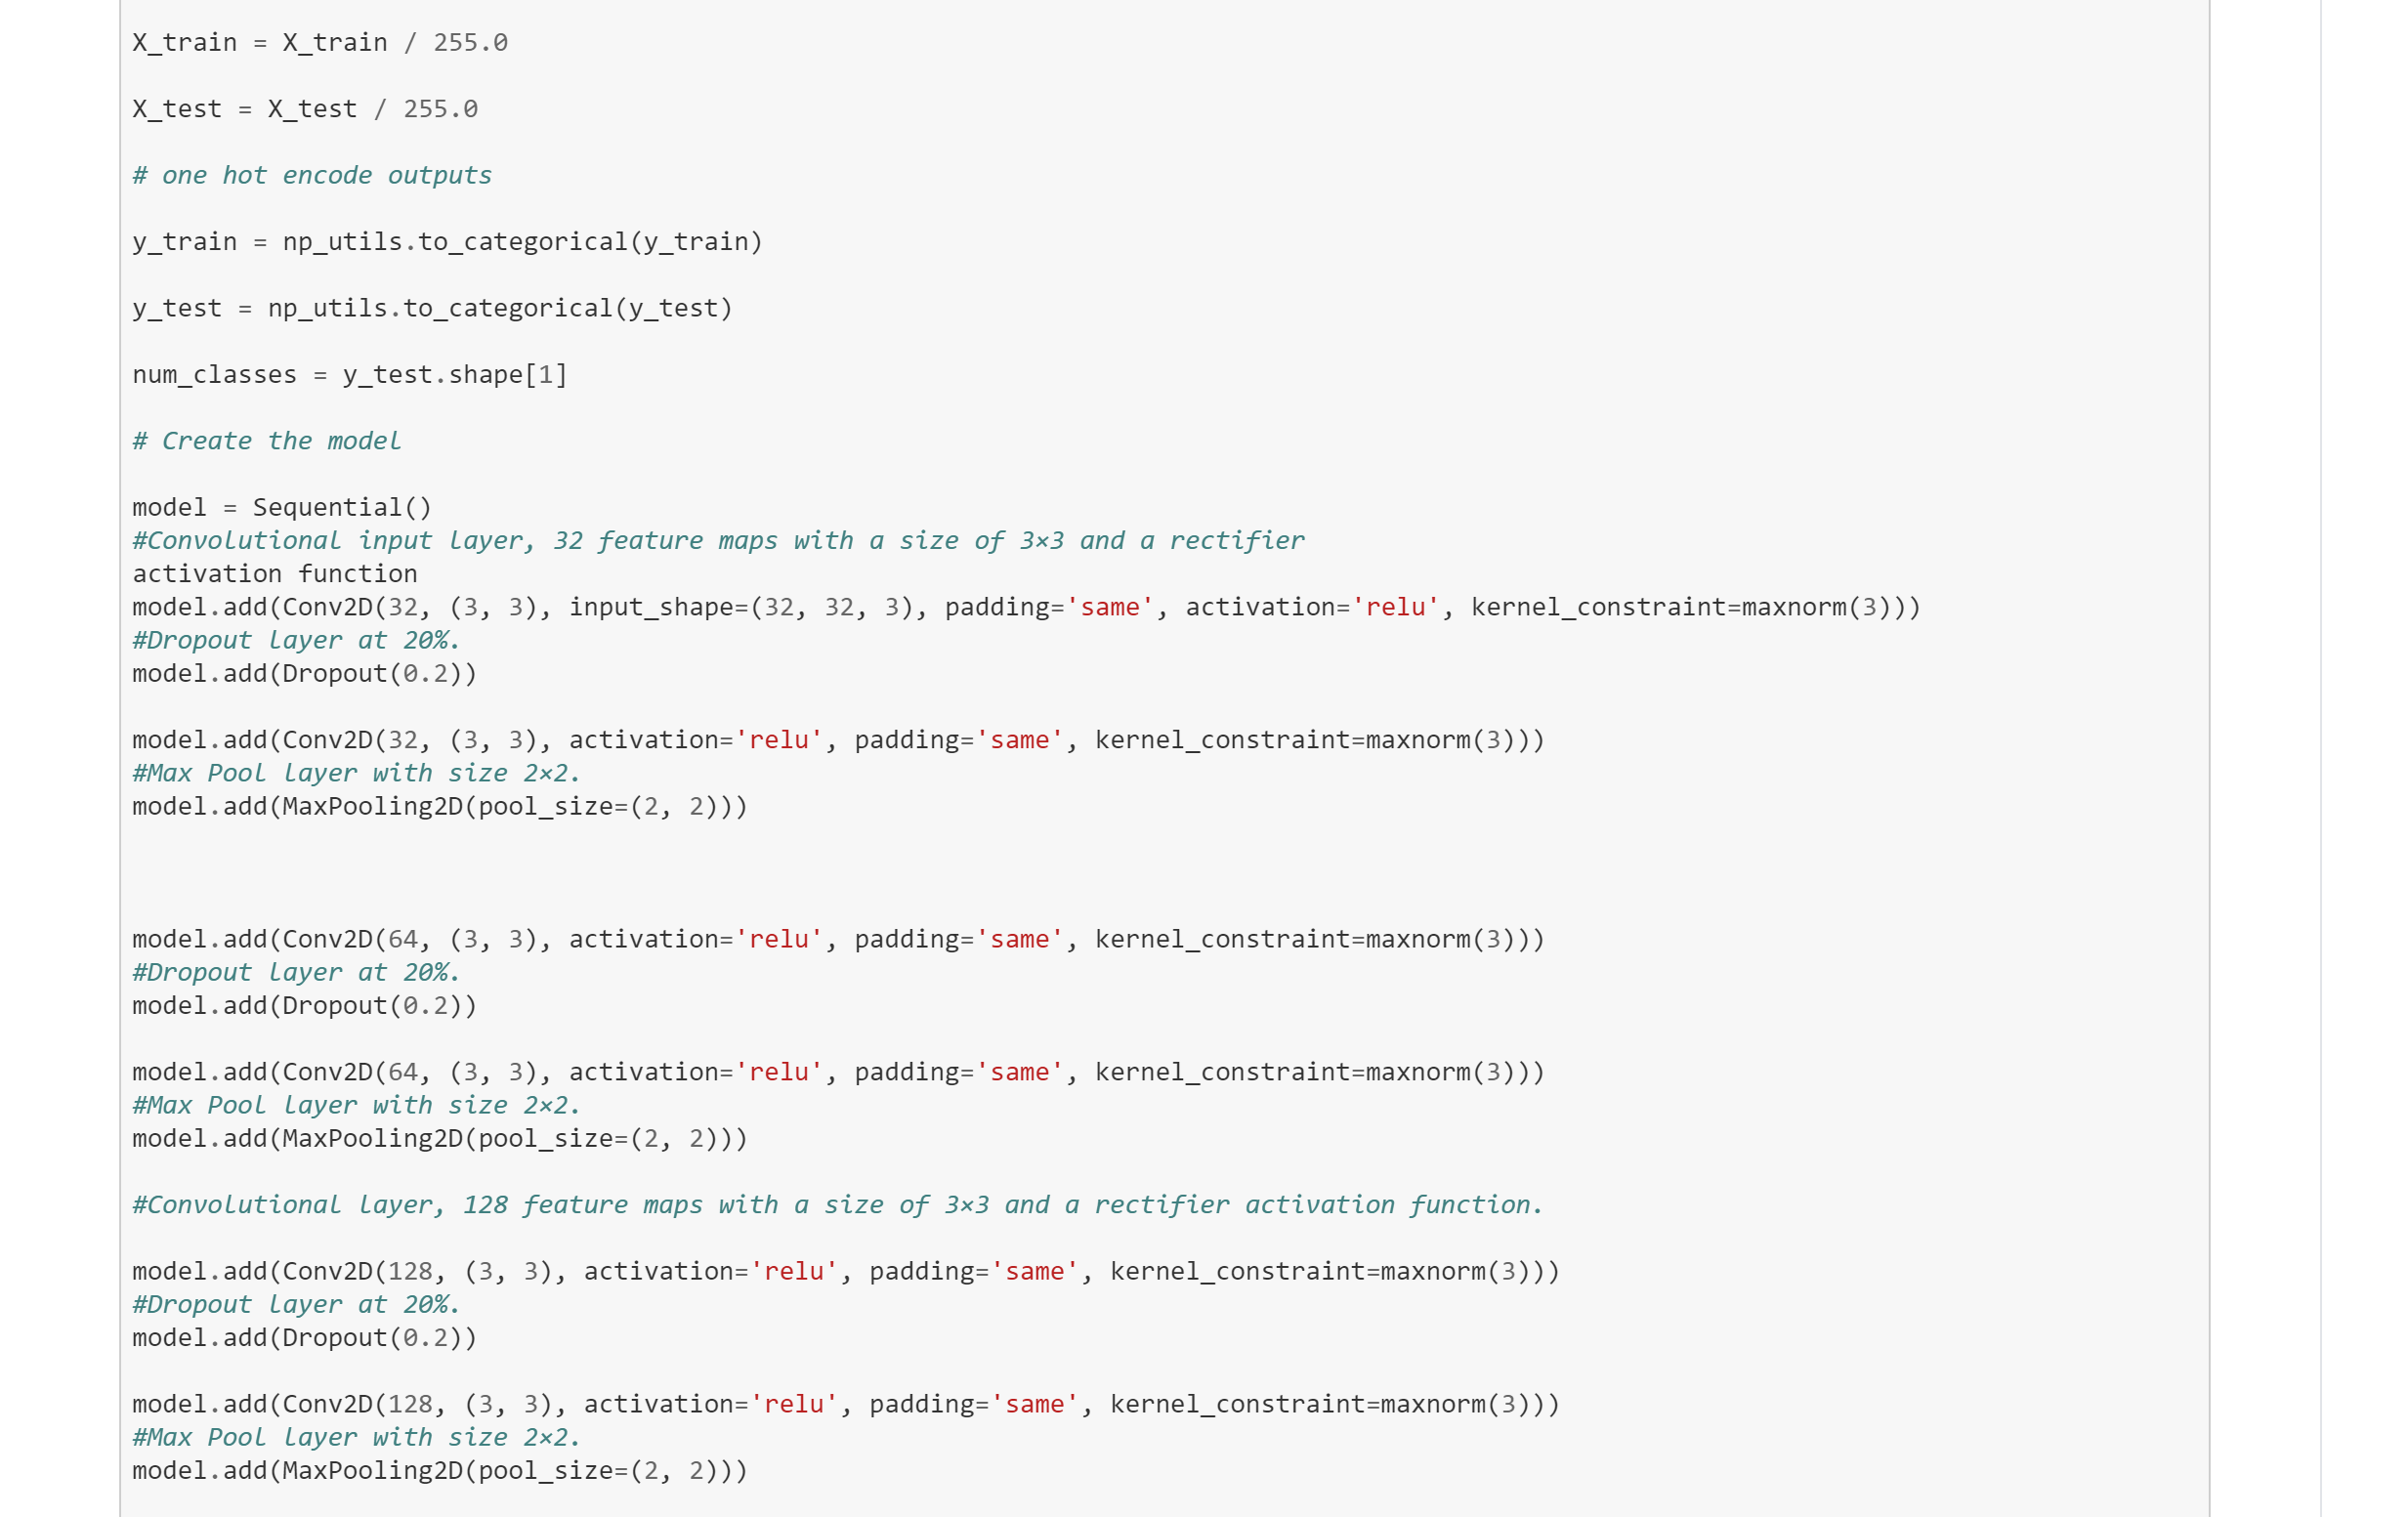 X_train = X_train / 255.0
X_test = X_test / 255.0
# one hot encode outputs
y_train = np_utils.to_categorical(y_train)
y_test = np_utils.to_categorical(y_test)
num_classes = y_test.shape[1]
# Create the model
model = Sequential()
#Convolutional input layer, 32 feature maps with a size of 3×3 and a rectifier
activation function
model.add(Conv2D(32, (3, 3), input_shape=(32, 32, 3), padding='same', activation='relu', kernel_constraint=maxnorm(3)))
#Dropout layer at 20%.
model.add(Dropout(0.2))
model.add(Conv2D(32, (3, 3), activation='relu', padding='same', kernel_constraint=maxnorm(3)))
#Max Pool layer with size 2×2.
model.add(MaxPooling2D(pool_size=(2, 2)))
model.add(Conv2D(64, (3, 3), activation='relu', padding='same', kernel_constraint=maxnorm(3)))
#Dropout layer at 20%.
model.add(Dropout(0.2))
model.add(Conv2D(64, (3, 3), activation='relu', padding='same', kernel_constraint=maxnorm(3)))
#Max Pool layer with size 2×2.
model.add(MaxPooling2D(pool_size=(2, 2)))
#Convolutional layer, 128 feature maps with a size of 3×3 and a rectifier activation function.
model.add(Conv2D(128, (3, 3), activation='relu', padding='same', kernel_constraint=maxnorm(3)))
#Dropout layer at 20%.
model.add(Dropout(0.2))
model.add(Conv2D(128, (3, 3), activation='relu', padding='same', kernel_constraint=maxnorm(3)))
#Max Pool layer with size 2×2.
model.add(MaxPooling2D(pool_size=(2, 2)))